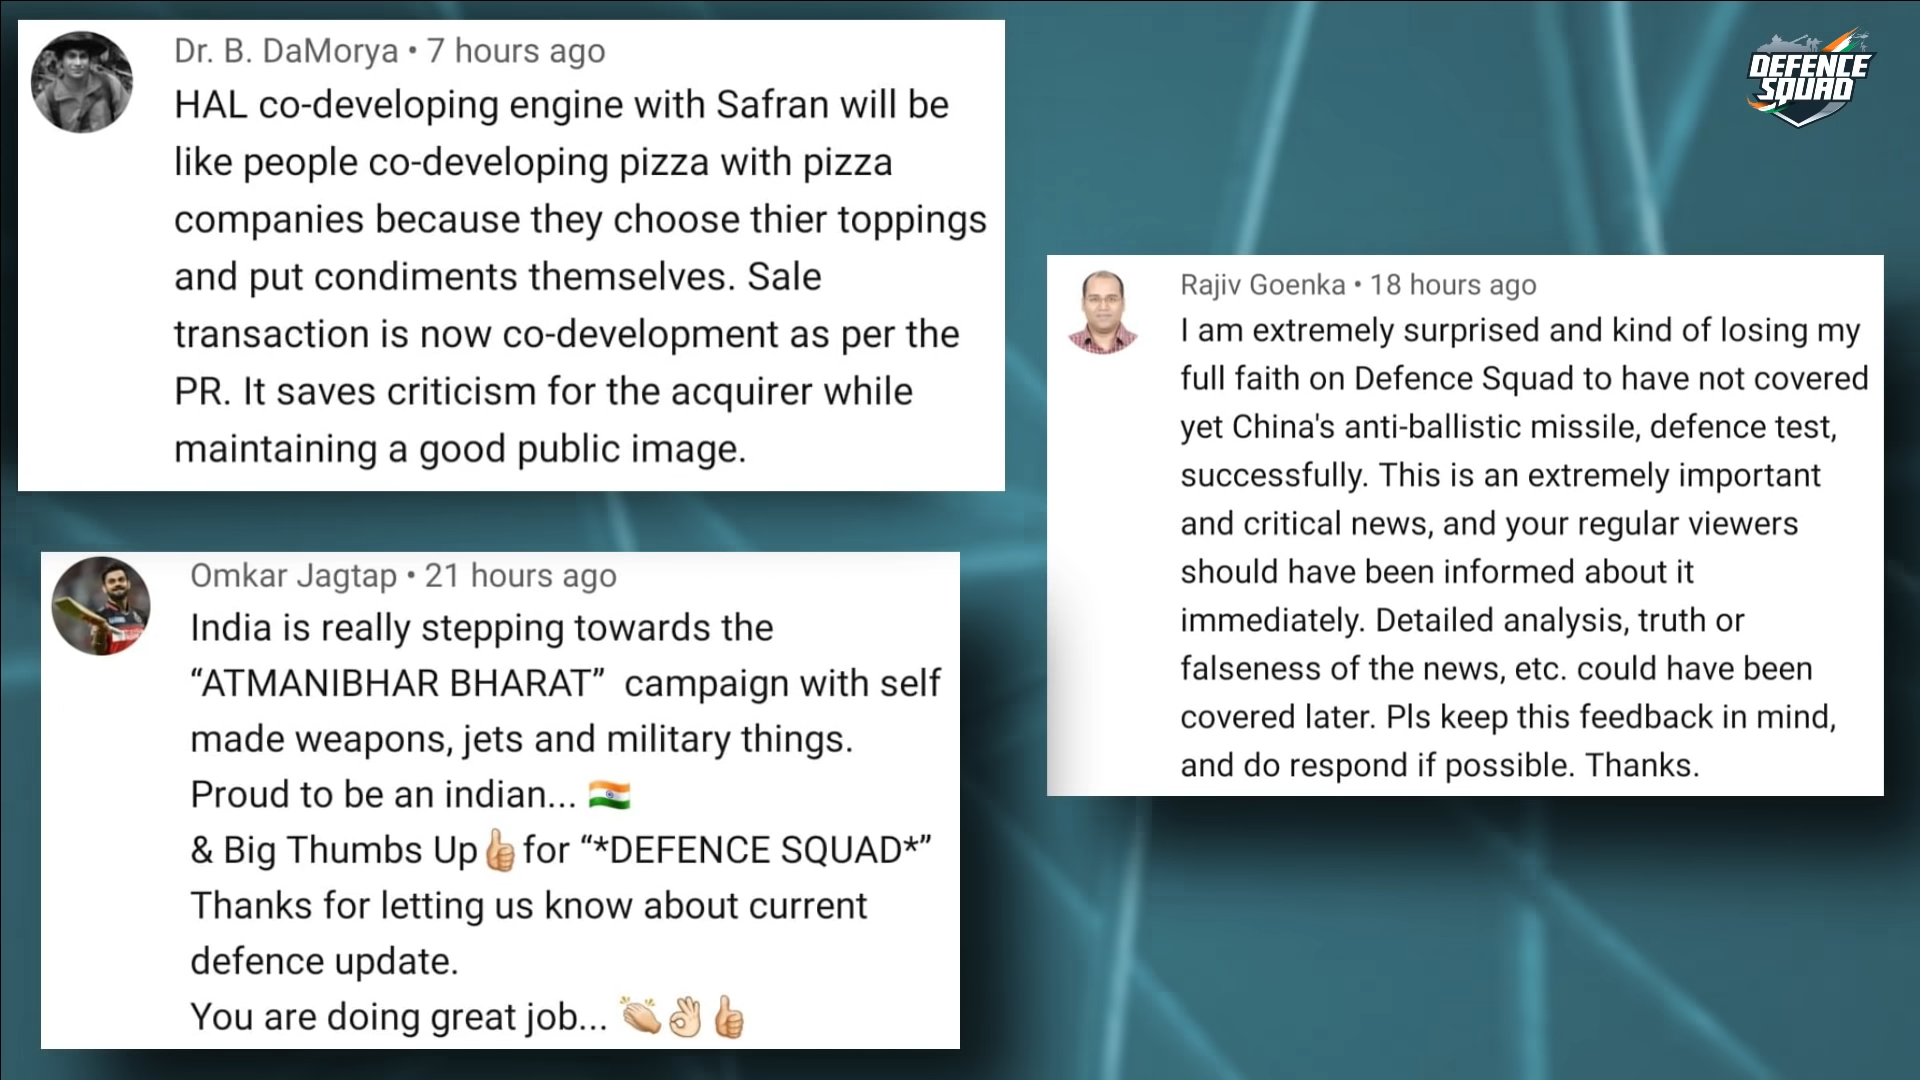 Dr. B. DaMorya • 7 hours ago
HAL co-developing engine with Safran will be
like people co-developing pizza with pizza
companies because they choose thier toppings
and put condiments themselves. Sale
transaction is now co-development as per the
PR. It saves criticism for the acquirer while
maintaining a good public image.
Omkar Jagtap • 21 hours ago
India is really stepping towards the
“ATMANIBHAR BHARAT” campaign with self
made weapons, jets and military things.
Proud to be an indian... 🇮🇳
& Big Thumbs Up👍🏼for “*DEFENCE SQUAD*”
Thanks for letting us know about current
defence update.
You are doing great job... 👏🏼👌🏼👍🏼
DEFENCE
SQUAD
Rajiv Goenka • 18 hours ago
I am extremely surprised and kind of losing my
full faith on Defence Squad to have not covered
yet China's anti-ballistic missile, defence test,
successfully. This is an extremely important
and critical news, and your regular viewers
should have been informed about it
immediately. Detailed analysis, truth or
falseness of the news, etc. could have been
covered later. Pls keep this feedback in mind,
and do respond if possible. Thanks.